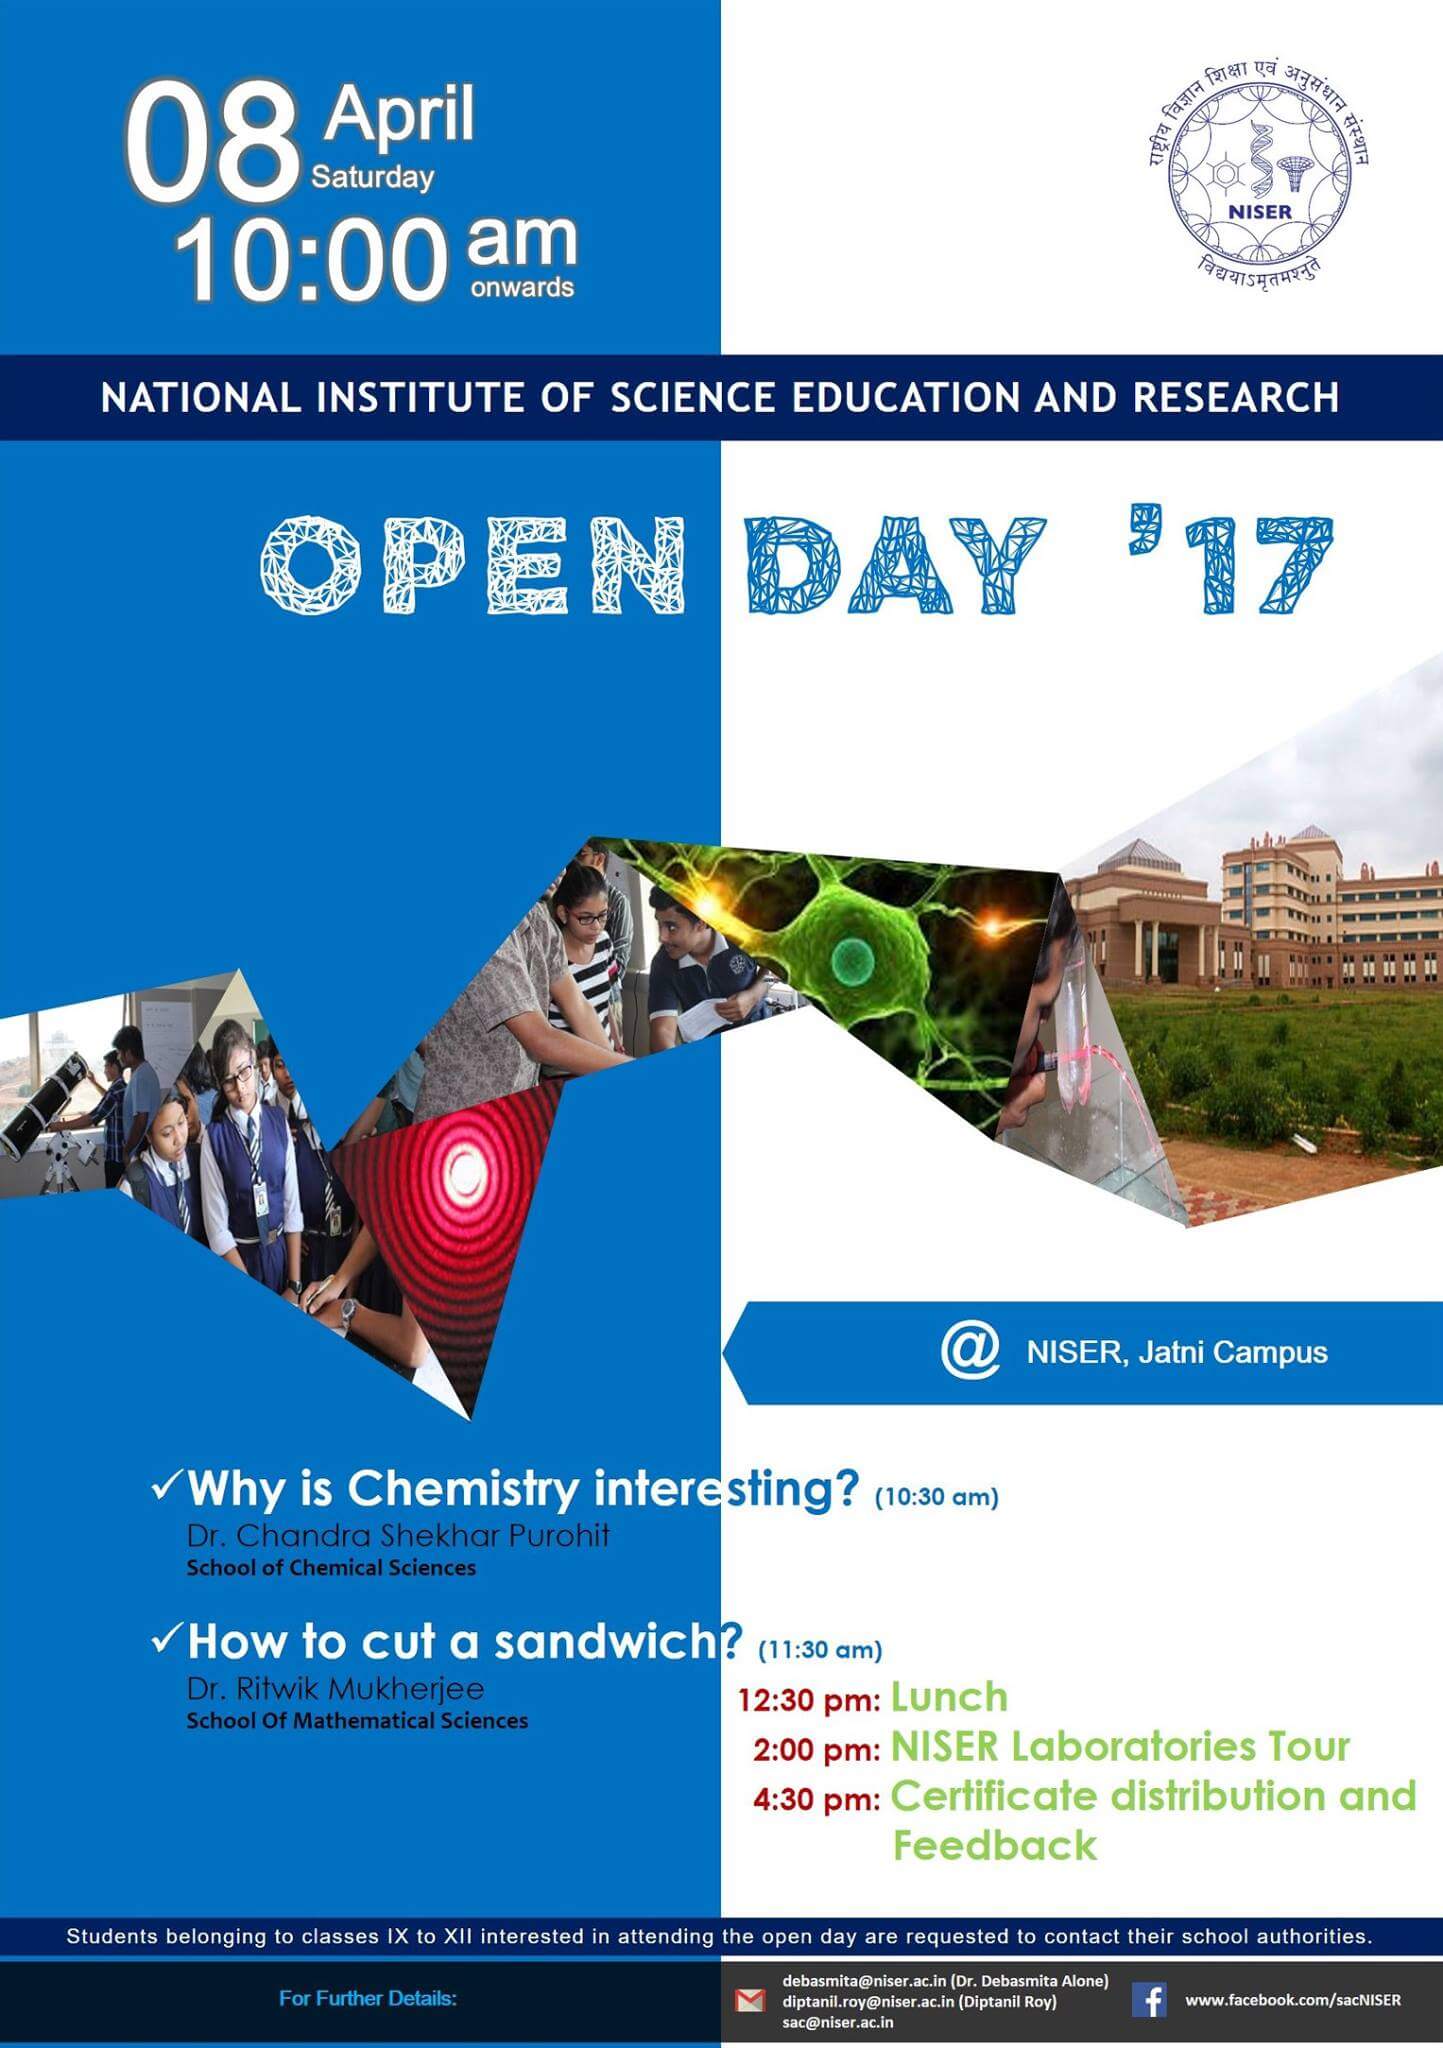 08 April
Saturday
10:00 am
onwards
राष्ट्रीय विज्ञान शिक्षा एवं अनुसंधान संस्थान
NISER
विद्ययाऽमृतमश्नुते
NATIONAL INSTITUTE OF SCIENCE EDUCATION AND RESEARCH
OPEN DAY '17
@ NISER, Jatni Campus
✓Why is Chemistry interesting? (10:30 am)
Dr. Chandra Shekhar Purohit
School of Chemical Sciences
✓How to cut a sandwich? (11:30 am)
Dr. Ritwik Mukherjee
School Of Mathematical Sciences
12:30 pm: Lunch
2:00 pm: NISER Laboratories Tour
4:30 pm: Certificate distribution and
Feedback
Students belonging to classes IX to XII interested in attending the open day are requested to contact their school authorities.
For Further Details:
debasmita@niser.ac.in (Dr. Debasmita Alone)
diptanil.roy@niser.ac.in (Diptanil Roy)
sac@niser.ac.in
www.facebook.com/sacNISER